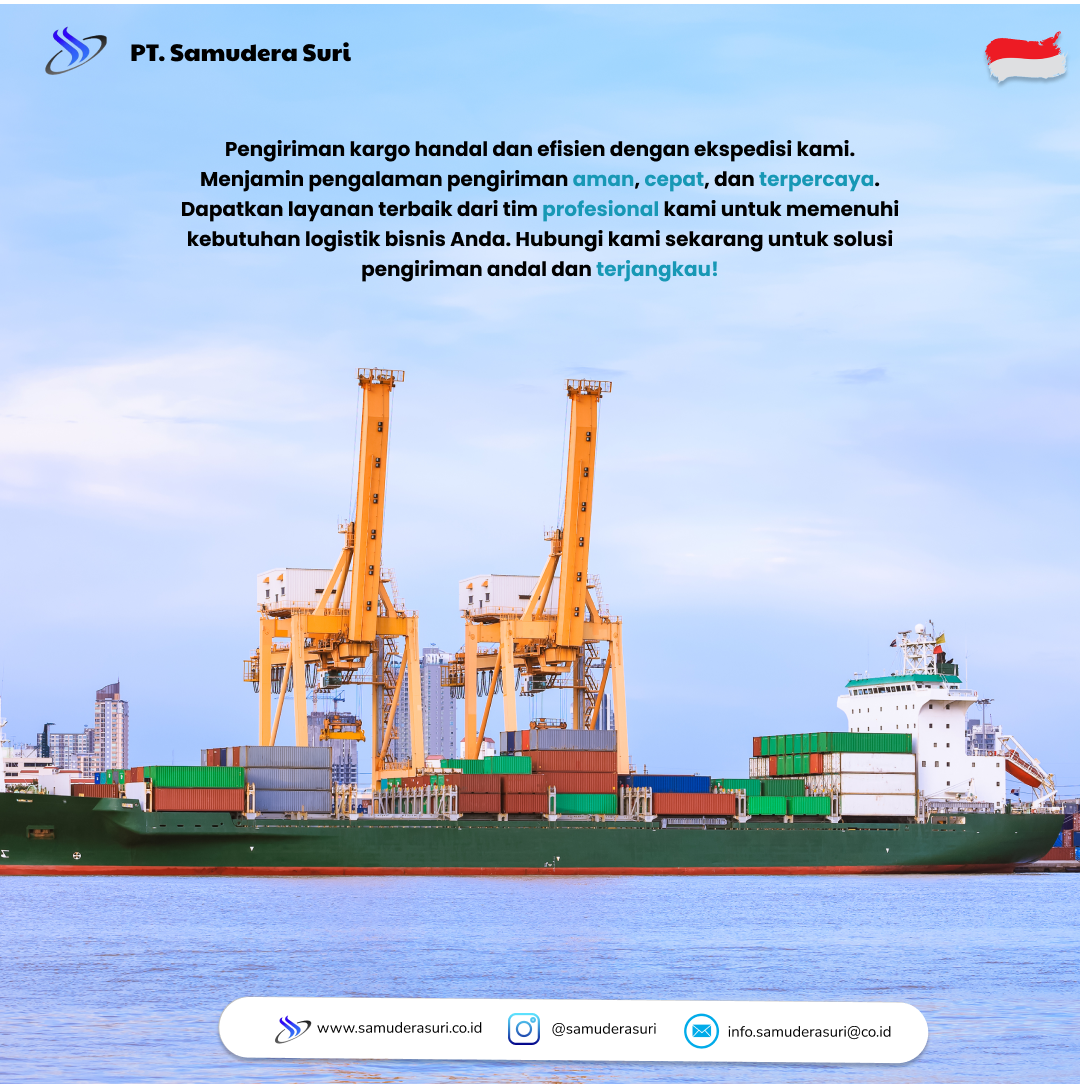 PT. Samudera Suri
Pengiriman kargo handal dan efisien dengan ekspedisi kami.
Menjamin pengalaman pengiriman aman, cepat, dan terpercaya.
Dapatkan layanan terbaik dari tim profesional kami untuk memenuhi
kebutuhan logistik bisnis Anda. Hubungi kami sekarang untuk solusi
pengiriman andal dan terjangkau!
www.samuderasuri.co.id
@samuderasuri
info.samuderasuri@co.id